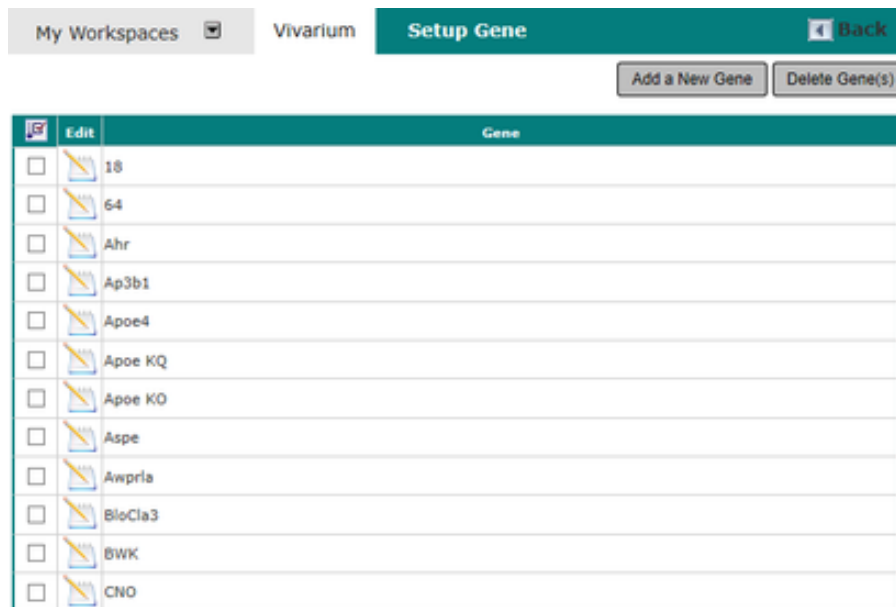 My Workspaces Vivarium Setup Gene Back
Add a New Gene Delete Gene(s)
Edit Gene
18
64
Ahr
Ap3b1
Apoe4
Apoe KQ
Apoe KO
Aspe
Awprla
BloCla3
BWK
CNO